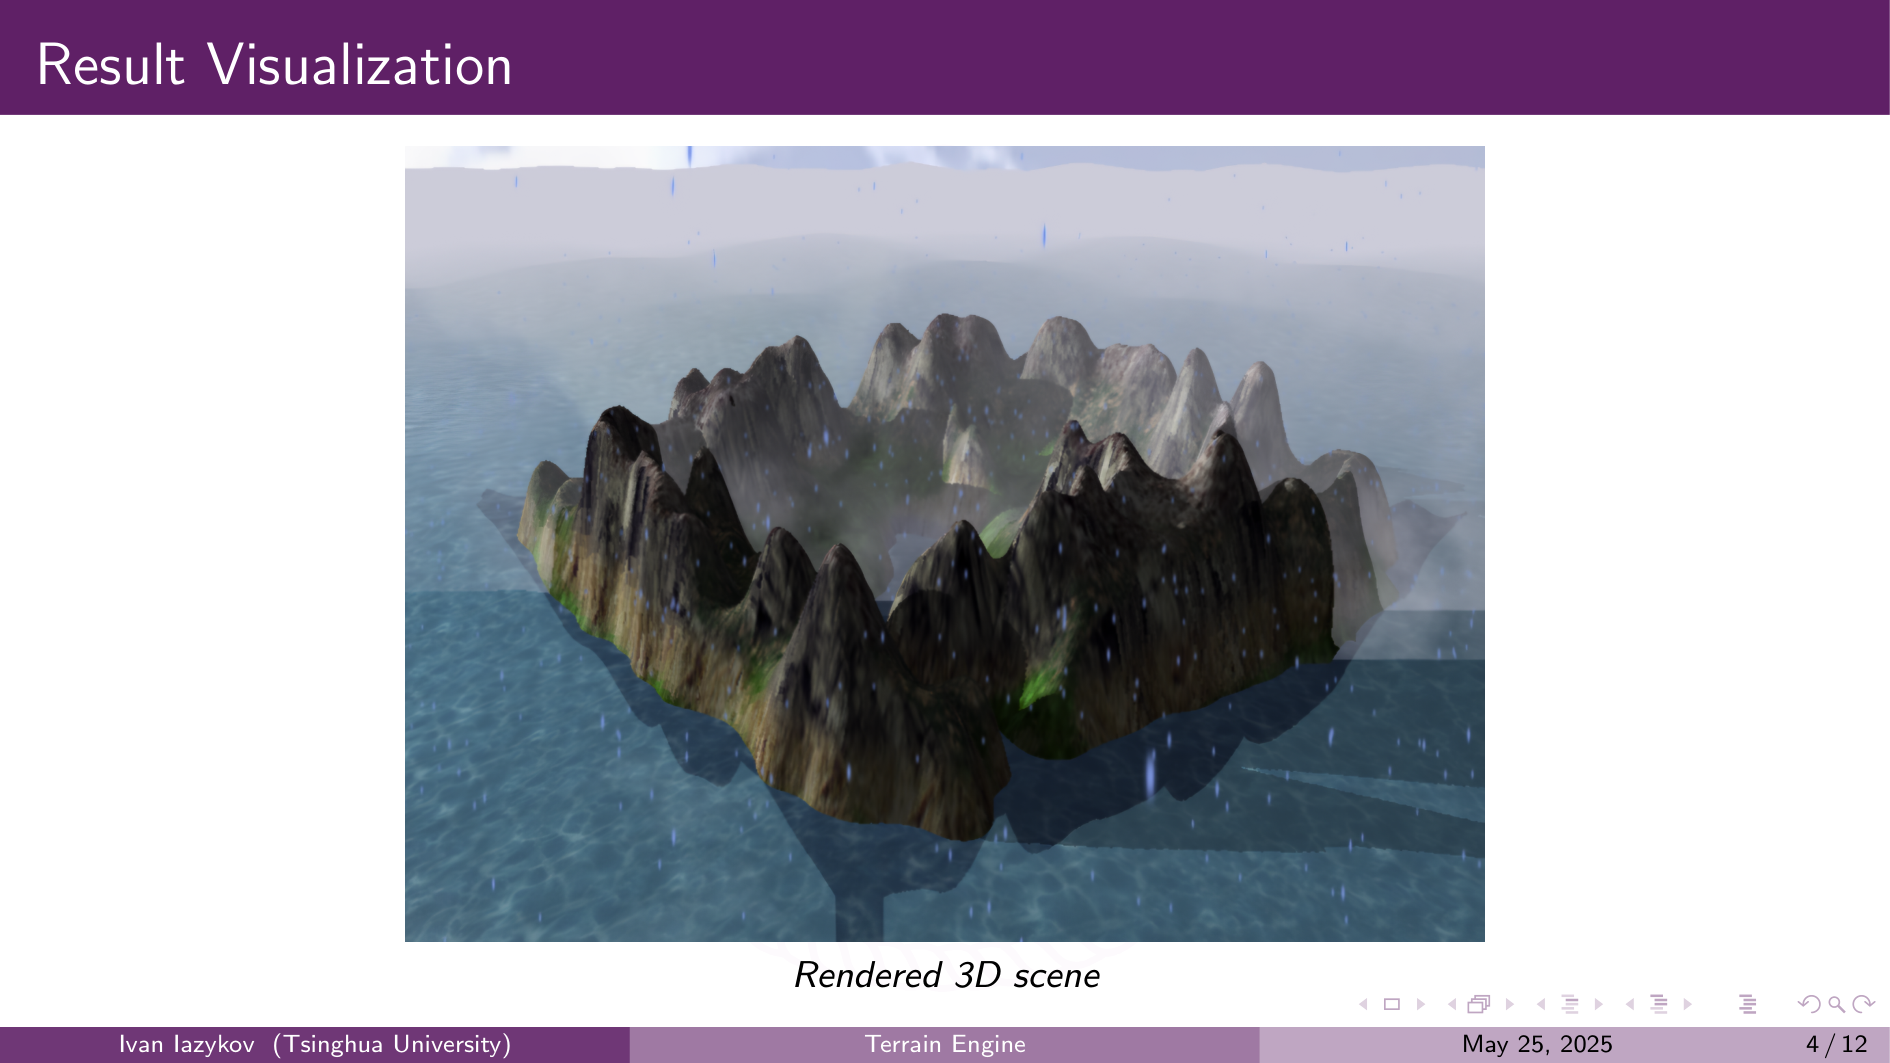 Result Visualization
Rendered 3D scene
Ivan Iazykov (Tsinghua University)
Terrain Engine
May 25, 2025
4 / 12